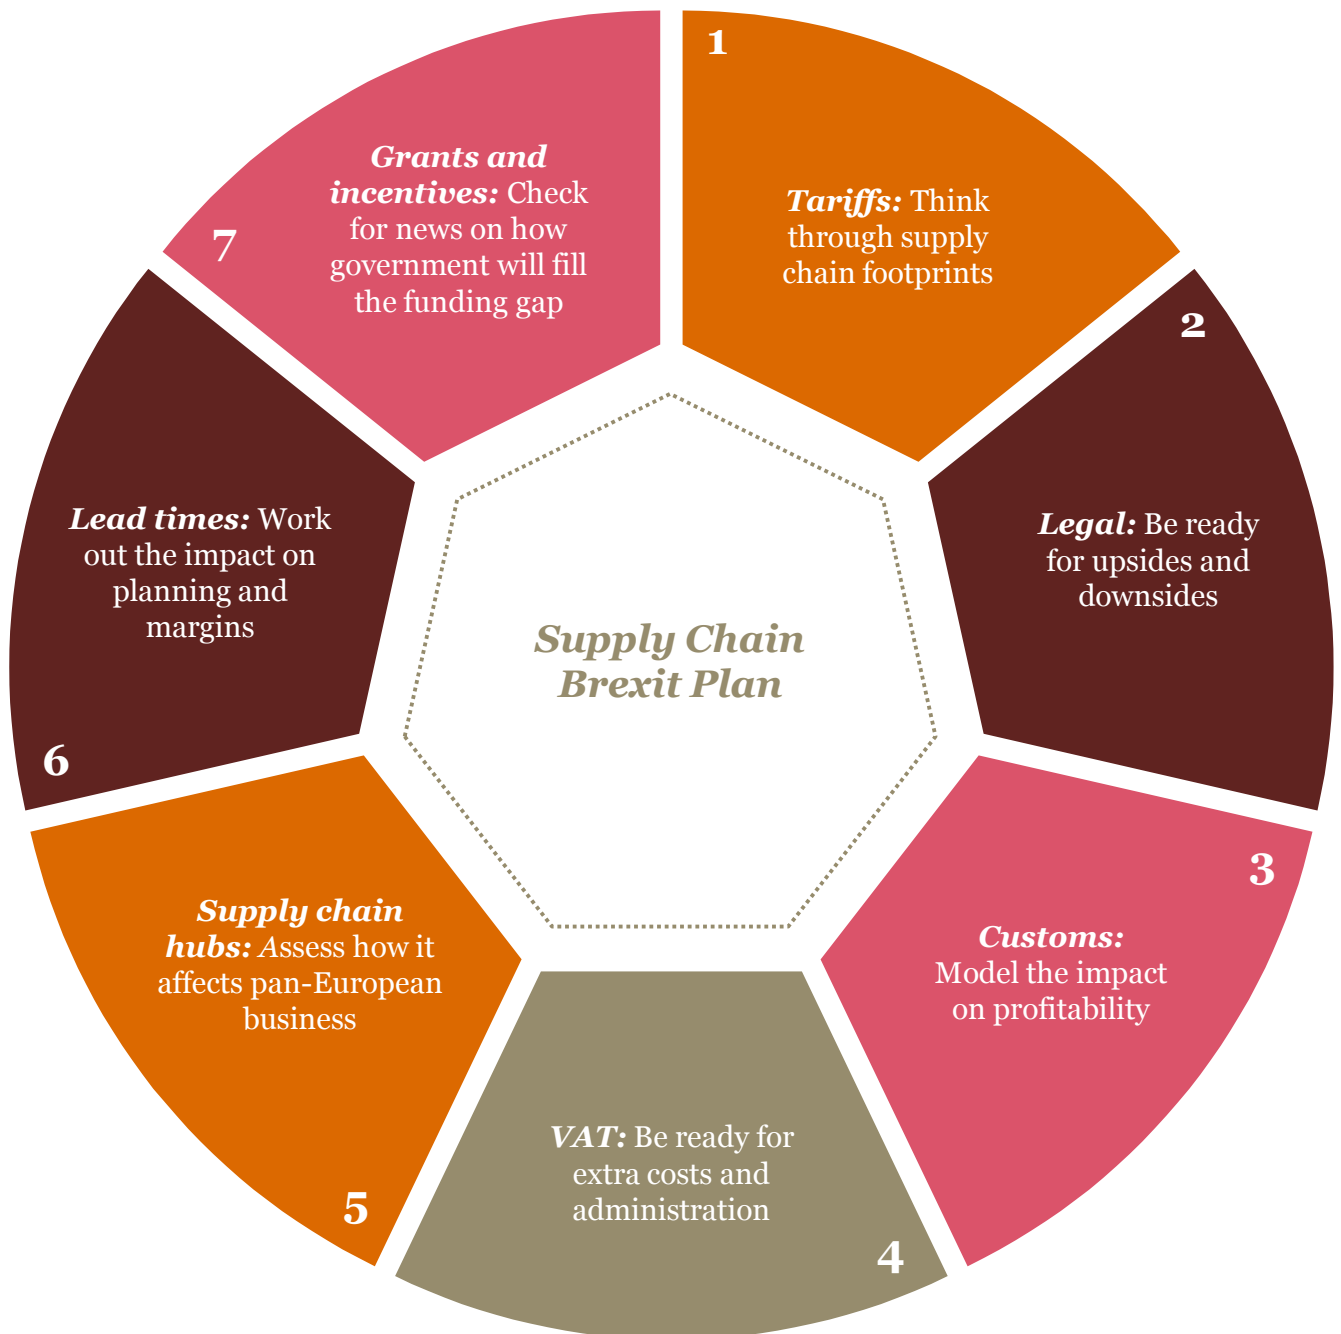 1
Tariffs: Think
through supply
chain footprints
2
Legal: Be ready
for upsides and
downsides
3
Customs:
Model the impact
on profitability
4
VAT: Be ready for
extra costs and
administration
5
Supply chain
hubs: Assess how it
affects pan-European
business
6
Lead times: Work
out the impact on
planning and
margins
7
Grants and
incentives: Check
for news on how
government will fill
the funding gap
Supply Chain
Brexit Plan